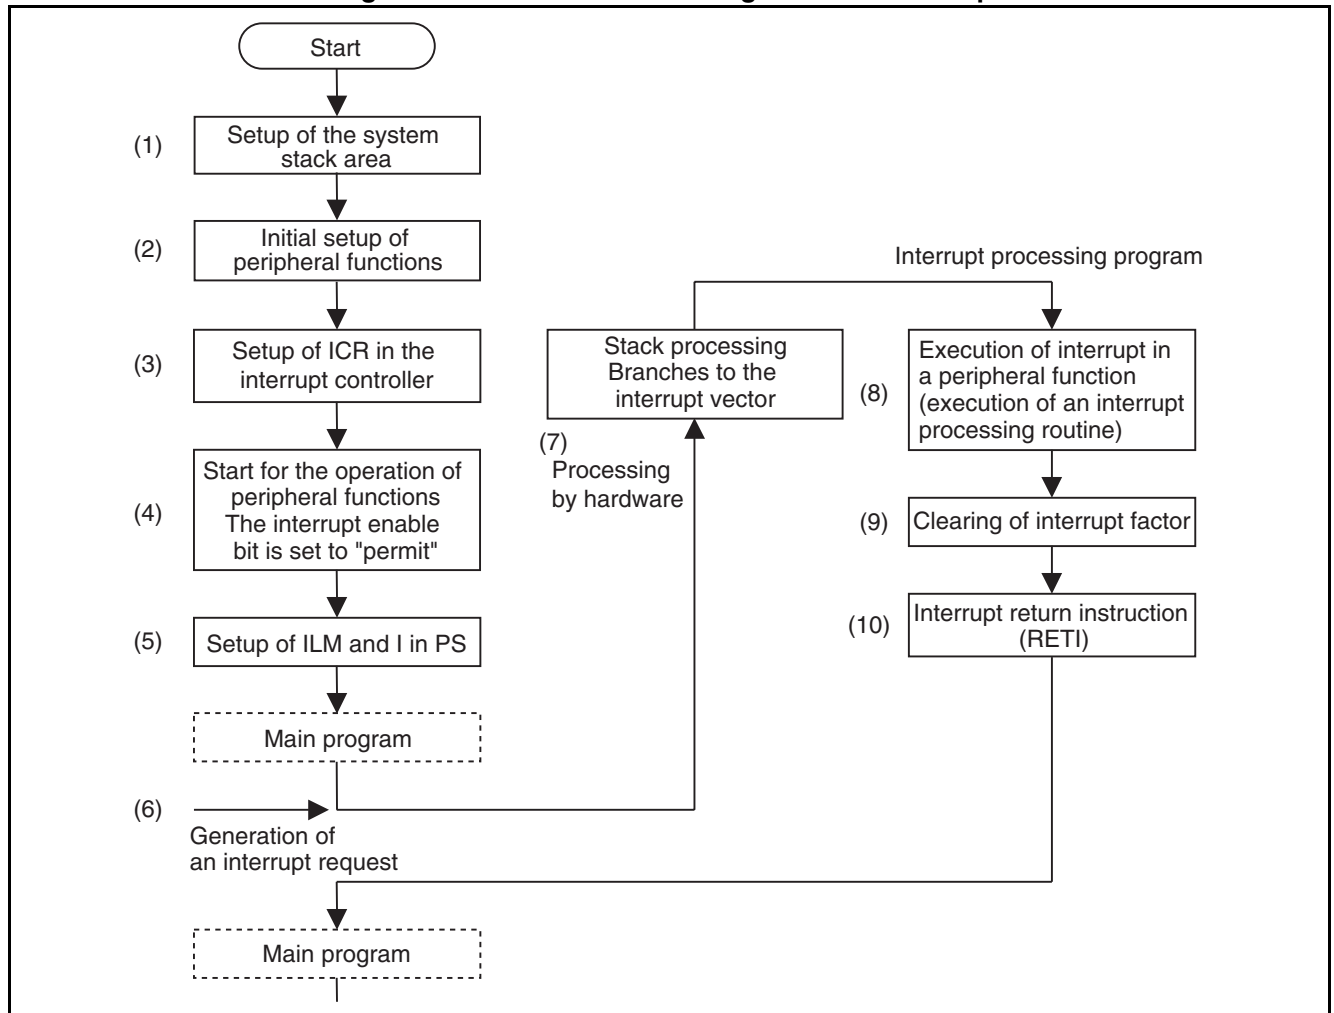 Start
(1)
Setup of the system
stack area
(2)
Initial setup of
peripheral functions
(3)
Setup of ICR in the
interrupt controller
(4)
Start for the operation of
peripheral functions
The interrupt enable
bit is set to "permit"
(5)
Setup of ILM and I in PS
Main program
(6)
Generation of
an interrupt request
Stack processing
Branches to the
interrupt vector
(7)
Processing
by hardware
Interrupt processing program
(8)
Execution of interrupt in
a peripheral function
(execution of an interrupt
processing routine)
(9)
Clearing of interrupt factor
(10)
Interrupt return instruction
(RETI)
Main program